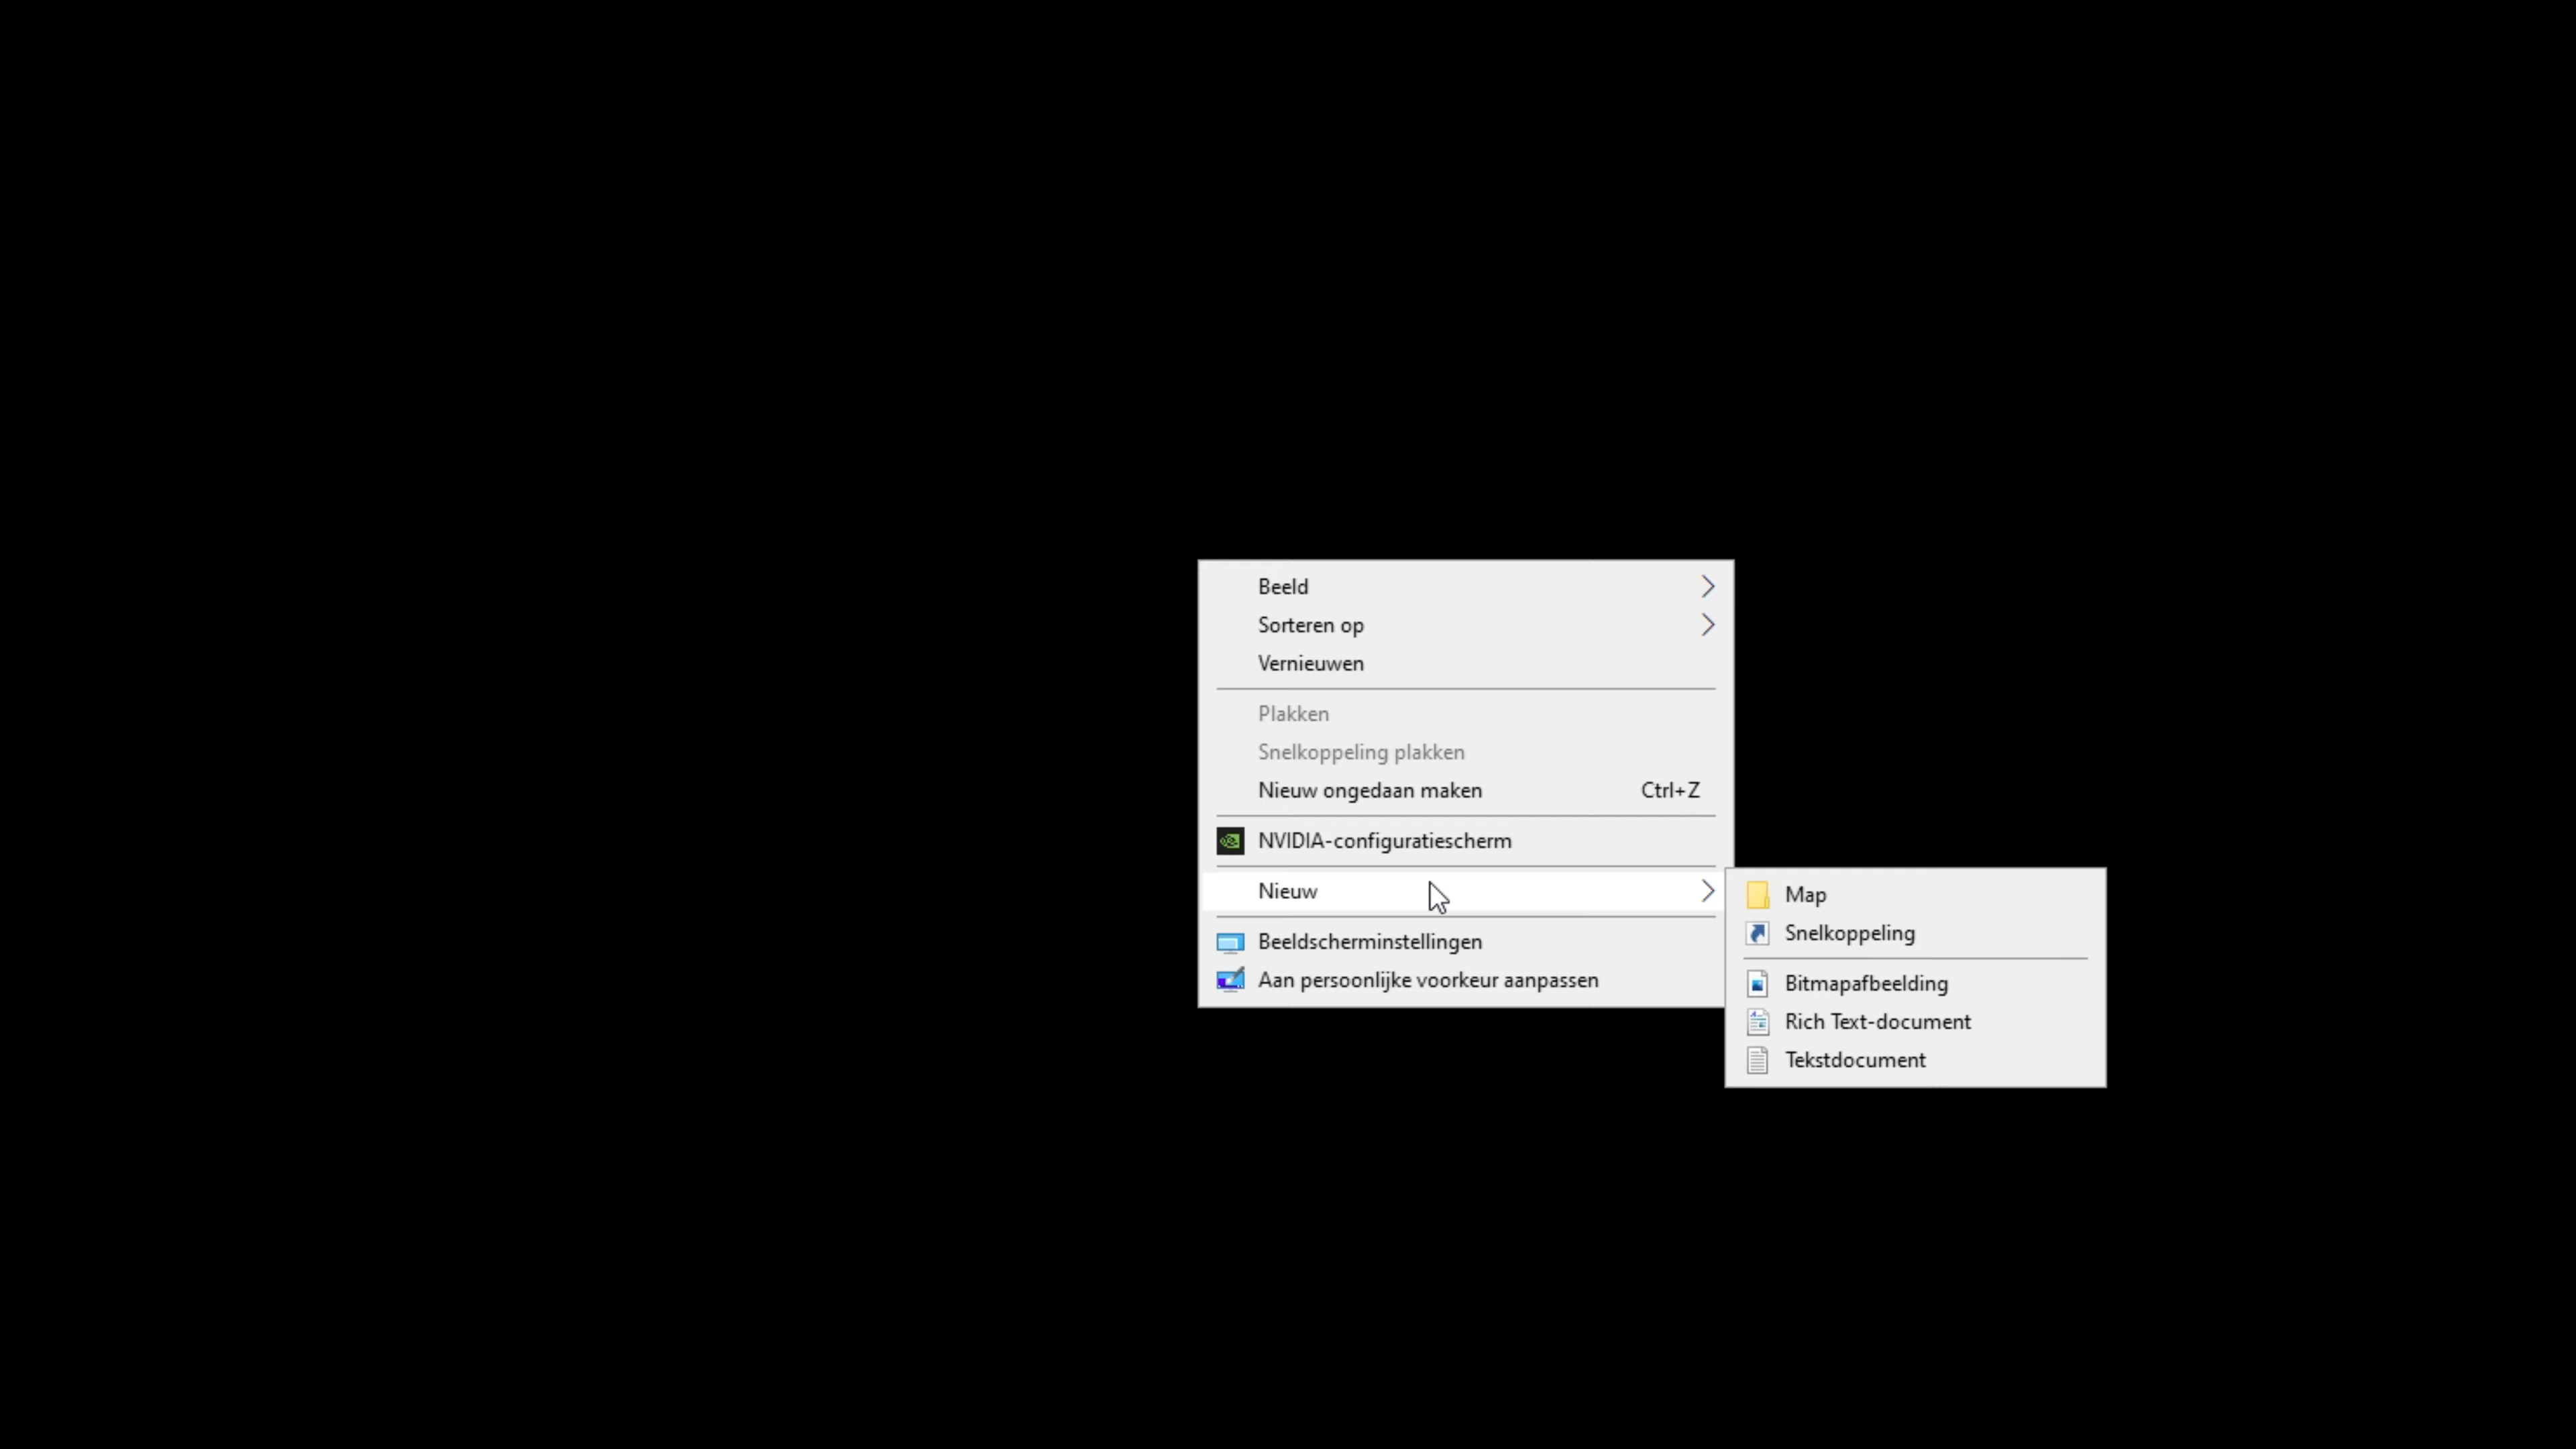 Beeld
Sorteren op
Vernieuwen
Plakken
Snelkoppeling plakken
Nieuw ongedaan maken Ctrl+Z
NVIDIA-configuratiescherm
Nieuw
Beeldscherminstellingen
Aan persoonlijke voorkeur aanpassen
Map
Snelkoppeling
Bitmapafbeelding
Rich Text-document
Tekstdocument